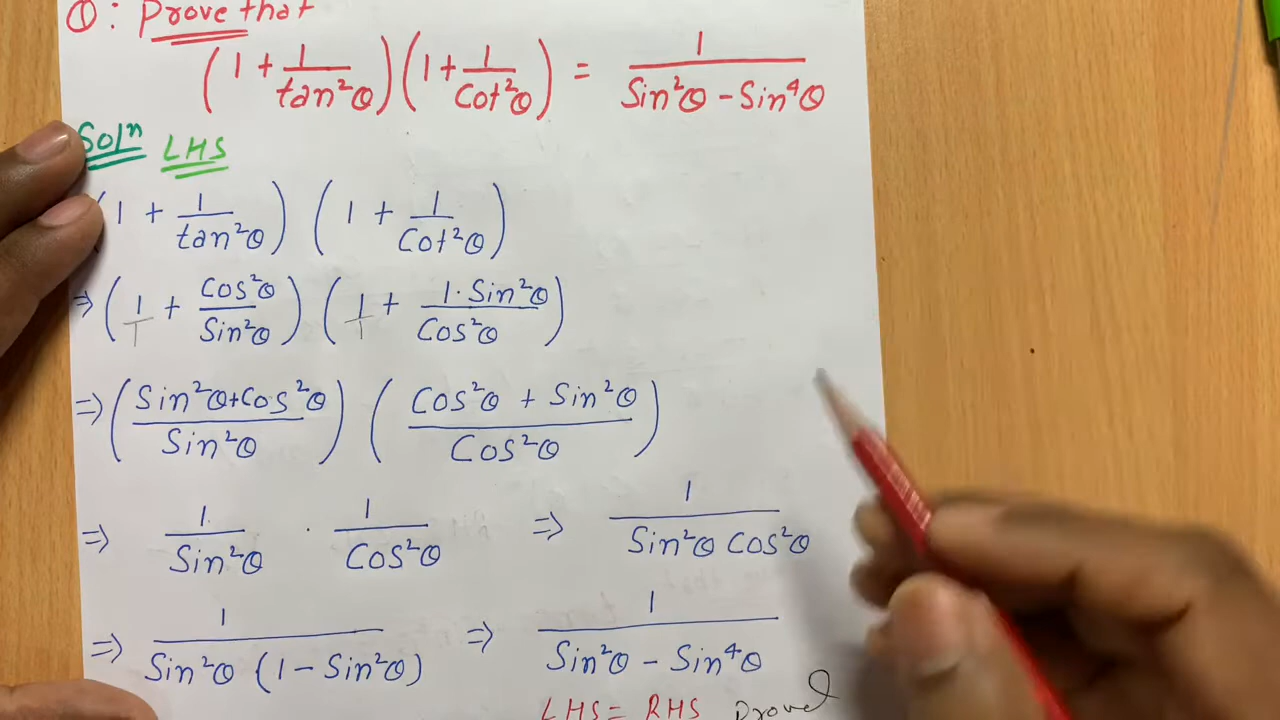 ①: Prove that
(1 + 1/tan²θ)(1 + 1/Cot²θ) = 1/(Sin²θ - Sin⁴θ)
Solⁿ LHS
(1 + 1/tan²θ) (1 + 1/Cot²θ)
⇒ (1/1 + Cos²θ/Sin²θ) (1/1 + 1·Sin²θ/Cos²θ)
⇒ ((Sin²θ+Cos²θ)/Sin²θ) ((Cos²θ + Sin²θ)/Cos²θ)
⇒ 1/Sin²θ · 1/Cos²θ ⇒ 1/(Sin²θ Cos²θ)
⇒ 1/(Sin²θ (1 - Sin²θ)) ⇒ 1/(Sin²θ - Sin⁴θ)
LHS = RHS Proved